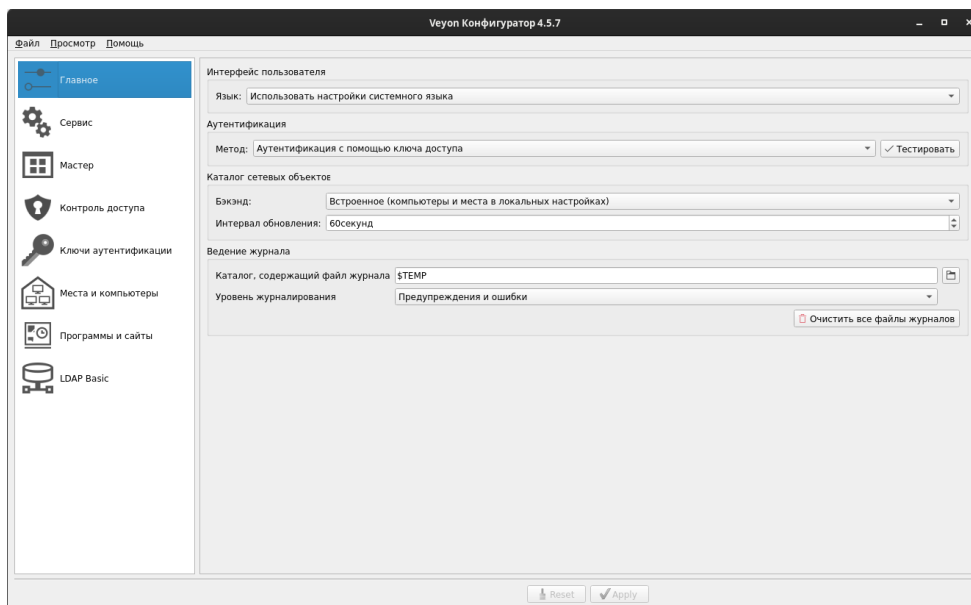 Veyon Конфигуратор 4.5.7
Файл Просмотр Помощь
Главное
Сервис
Мастер
Контроль доступа
Ключи аутентификации
Места и компьютеры
Программы и сайты
LDAP Basic
Интерфейс пользователя
Язык: Использовать настройки системного языка
Аутентификация
Метод: Аутентификация с помощью ключа доступа Тестировать
Каталог сетевых объектов
Бэкэнд: Встроенное (компьютеры и места в локальных настройках)
Интервал обновления: 60секунд
Ведение журнала
Каталог, содержащий файл журнала $TEMP
Уровень журналирования Предупреждения и ошибки
Очистить все файлы журналов
Reset Apply